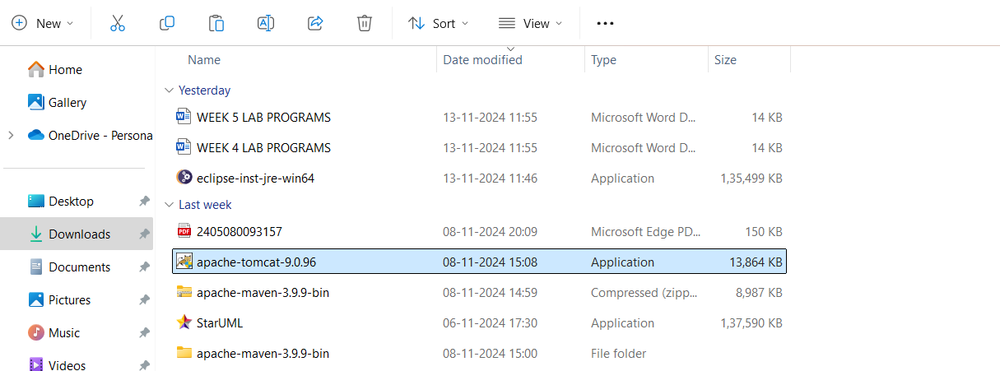 New Sort View
Name Date modified Type Size
Home
Gallery
OneDrive - Persona
Desktop
Downloads
Documents
Pictures
Music
Videos
Yesterday
WEEK 5 LAB PROGRAMS 13-11-2024 11:55 Microsoft Word D... 14 KB
WEEK 4 LAB PROGRAMS 13-11-2024 11:55 Microsoft Word D... 14 KB
eclipse-inst-jre-win64 13-11-2024 11:46 Application 1,35,499 KB
Last week
PDF 2405080093157 08-11-2024 20:09 Microsoft Edge PD... 150 KB
apache-tomcat-9.0.96 08-11-2024 15:08 Application 13,864 KB
apache-maven-3.9.9-bin 08-11-2024 14:59 Compressed (zipp... 8,987 KB
StarUML 06-11-2024 17:30 Application 1,37,590 KB
apache-maven-3.9.9-bin 08-11-2024 15:00 File folder